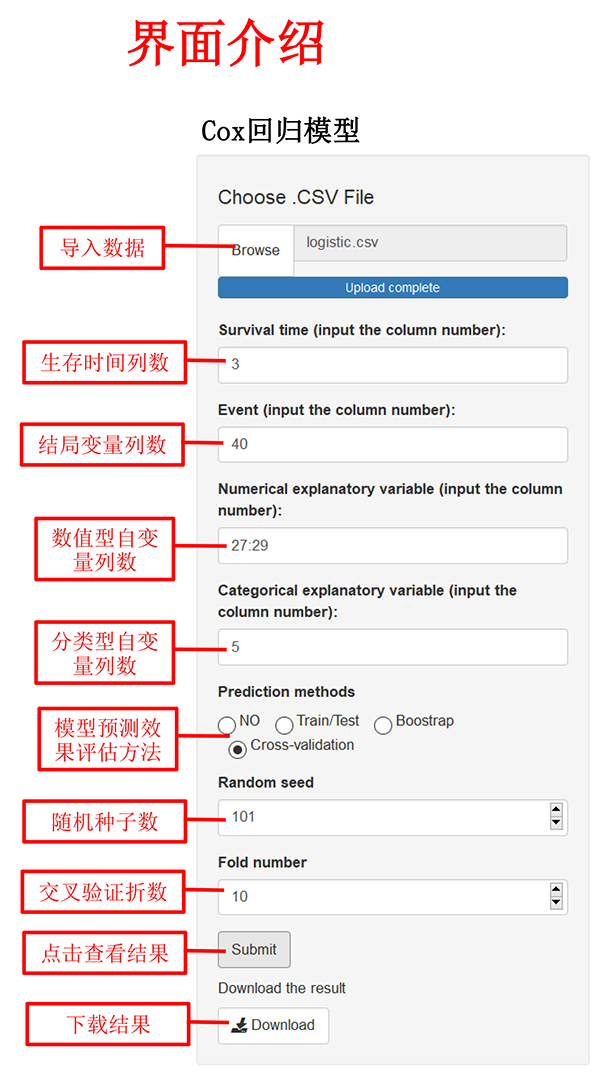 界面介绍
Cox回归模型
Choose .CSV File
导入数据
Browse
logistic.csv
Upload complete
Survival time (input the column number):
生存时间列数
3
Event (input the column number):
结局变量列数
40
Numerical explanatory variable (input the column
number):
数值型自变
量列数
27:29
Categorical explanatory variable (input the
column number):
分类型自变
量列数
5
Prediction methods
模型预测效
果评估方法
NO Train/Test Boostrap
Cross-validation
Random seed
随机种子数
101
Fold number
交叉验证折数
10
点击查看结果
Submit
Download the result
下载结果
Download